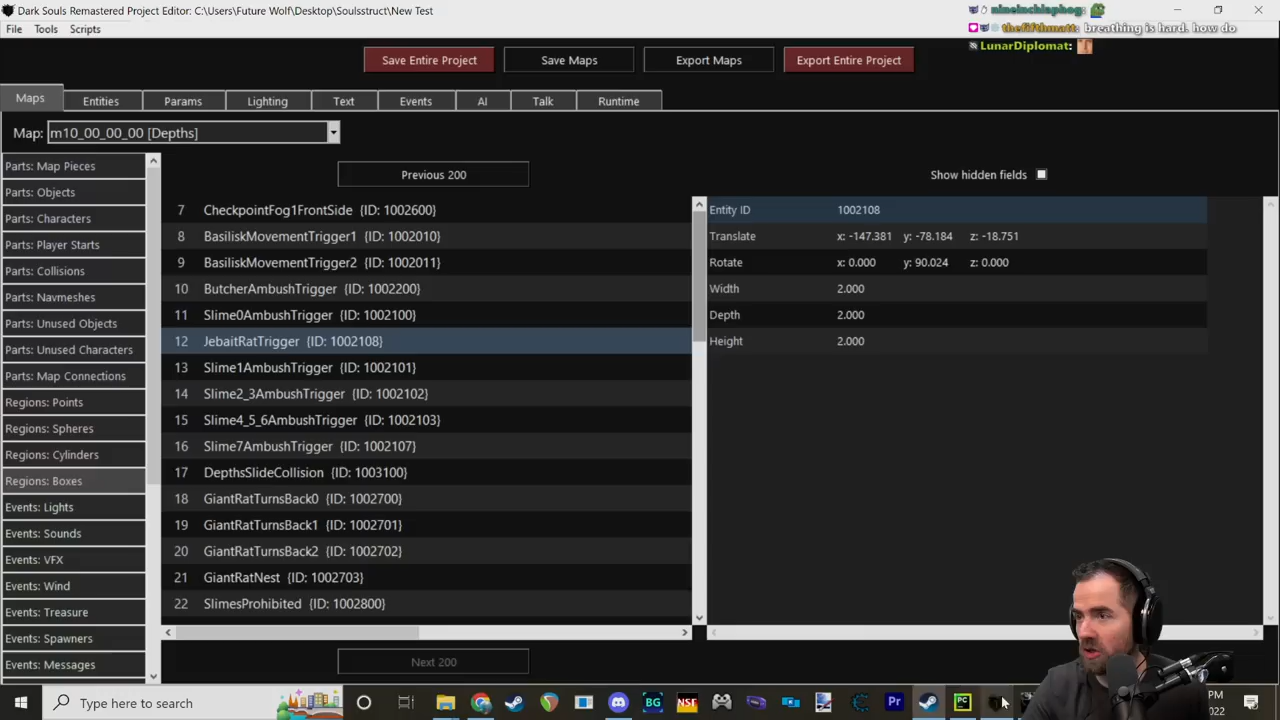 Dark Souls Remastered Project Editor: C:\Users\Future Wolf\Desktop\Soulsstruct\New Test
nineinchlaphog:
File Tools Scripts
thefifthmatt: breathing is hard. how do
LunarDiplomat:
Save Entire Project Save Maps Export Maps Export Entire Project
Maps Entities Params Lighting Text Events AI Talk Runtime
Map: m10_00_00_00 [Depths]
Parts: Map Pieces
Parts: Objects
Parts: Characters
Parts: Player Starts
Parts: Collisions
Parts: Navmeshes
Parts: Unused Objects
Parts: Unused Characters
Parts: Map Connections
Regions: Points
Regions: Spheres
Regions: Cylinders
Regions: Boxes
Events: Lights
Events: Sounds
Events: VFX
Events: Wind
Events: Treasure
Events: Spawners
Events: Messages
Previous 200
7 CheckpointFog1FrontSide {ID: 1002600}
8 BasiliskMovementTrigger1 {ID: 1002010}
9 BasiliskMovementTrigger2 {ID: 1002011}
10 ButcherAmbushTrigger {ID: 1002200}
11 Slime0AmbushTrigger {ID: 1002100}
12 JebaitRatTrigger {ID: 1002108}
13 Slime1AmbushTrigger {ID: 1002101}
14 Slime2_3AmbushTrigger {ID: 1002102}
15 Slime4_5_6AmbushTrigger {ID: 1002103}
16 Slime7AmbushTrigger {ID: 1002107}
17 DepthsSlideCollision {ID: 1003100}
18 GiantRatTurnsBack0 {ID: 1002700}
19 GiantRatTurnsBack1 {ID: 1002701}
20 GiantRatTurnsBack2 {ID: 1002702}
21 GiantRatNest {ID: 1002703}
22 SlimesProhibited {ID: 1002800}
Next 200
Show hidden fields
Entity ID 1002108
Translate x: -147.381 y: -78.184 z: -18.751
Rotate x: 0.000 y: 90.024 z: 0.000
Width 2.000
Depth 2.000
Height 2.000
Type here to search
BG
NSF
Pr
PC
PM
2022